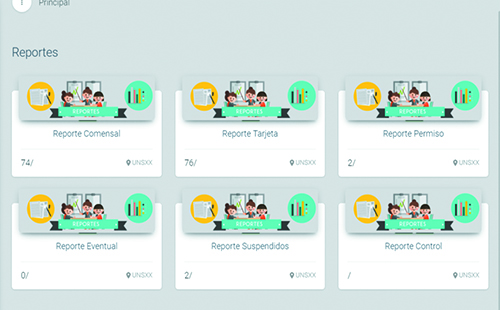 1 Principal
Reportes
REPORTES REPORTES REPORTES
Reporte Comensal Reporte Tarjeta Reporte Permiso
74/ UNSXX 76/ UNSXX 2/ UNSXX
REPORTES REPORTES REPORTES
Reporte Eventual Reporte Suspendidos Reporte Control
0/ UNSXX 2/ UNSXX / UNSXX